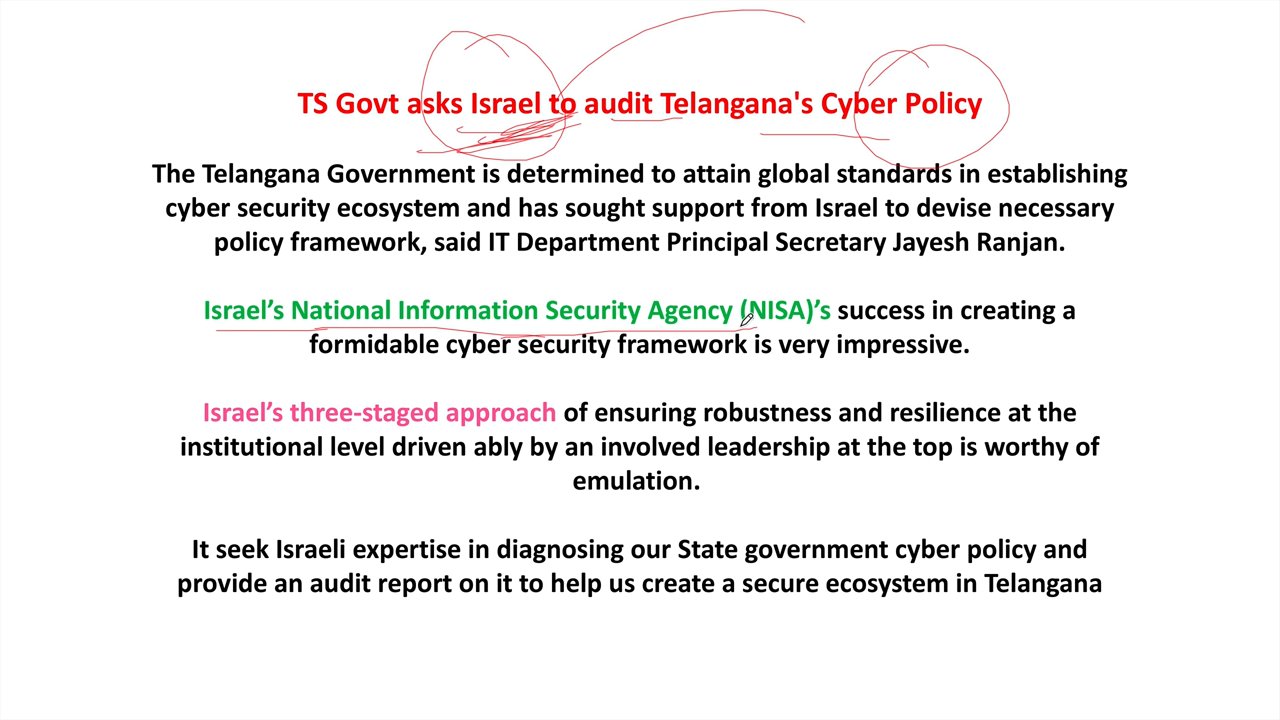 TS Govt asks Israel to audit Telangana's Cyber Policy
The Telangana Government is determined to attain global standards in establishing
cyber security ecosystem and has sought support from Israel to devise necessary
policy framework, said IT Department Principal Secretary Jayesh Ranjan.
Israel’s National Information Security Agency (NISA)’s success in creating a
formidable cyber security framework is very impressive.
Israel’s three-staged approach of ensuring robustness and resilience at the
institutional level driven ably by an involved leadership at the top is worthy of
emulation.
It seek Israeli expertise in diagnosing our State government cyber policy and
provide an audit report on it to help us create a secure ecosystem in Telangana